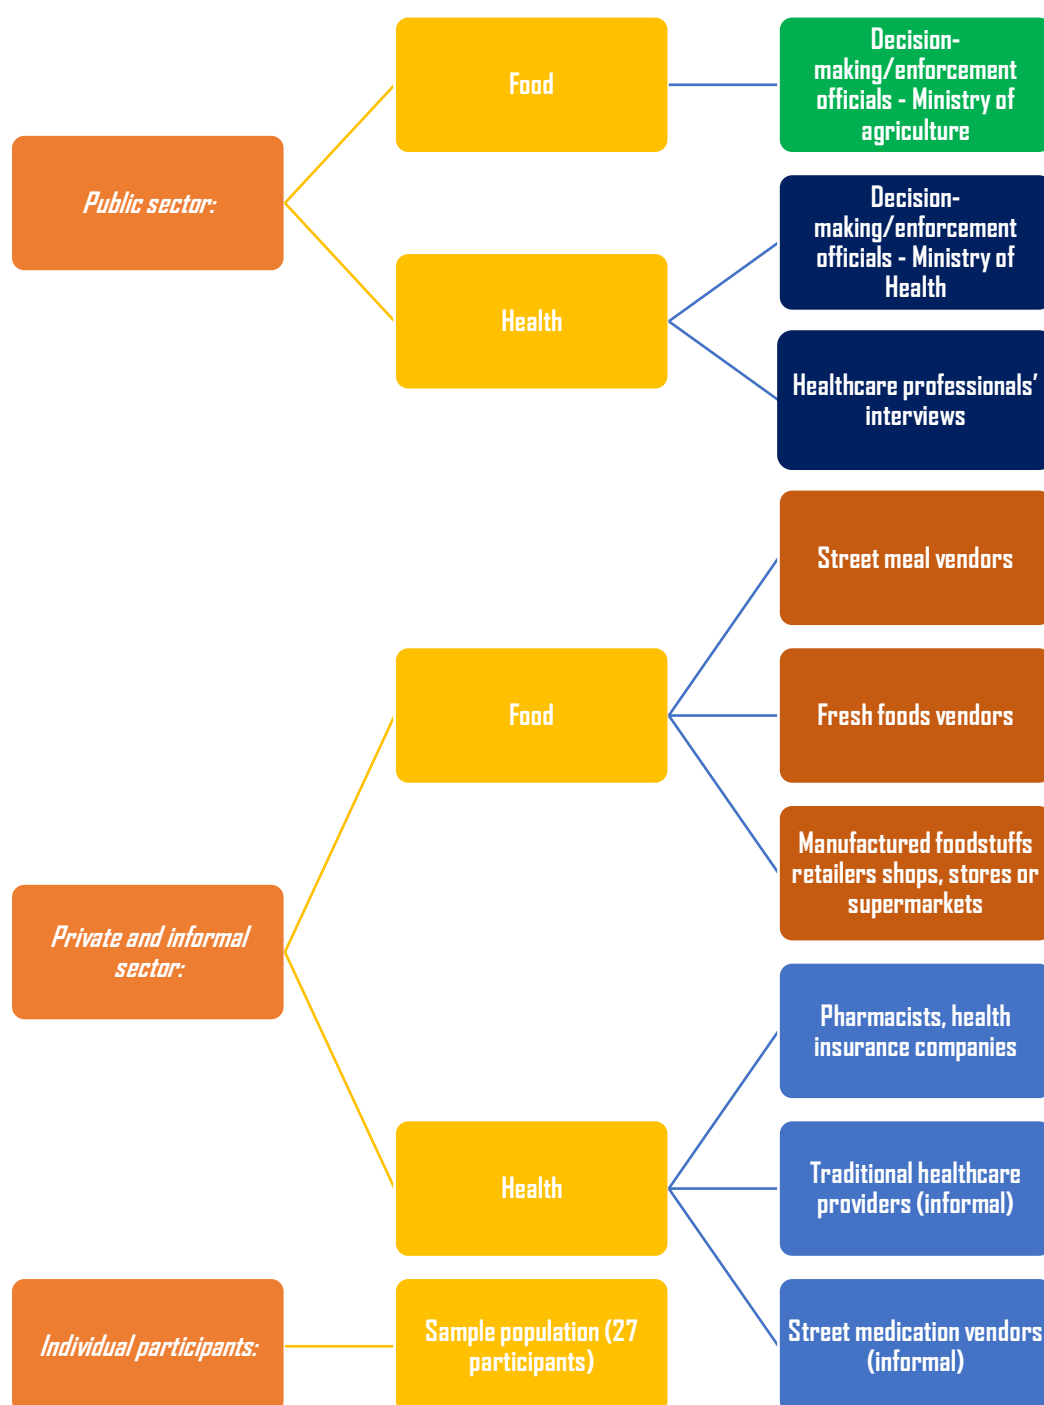 Public sector:
Food
Decision-
making/enforcement
officials - Ministry of
agriculture
Health
Decision-
making/enforcement
officials - Ministry of
Health
Healthcare professionals’
interviews
Private and informal
sector:
Food
Street meal vendors
Fresh foods vendors
Manufactured foodstuffs
retailers shops, stores or
supermarkets
Health
Pharmacists, health
insurance companies
Traditional healthcare
providers (informal)
Street medication vendors
(informal)
Individual participants:
Sample population (27
participants)